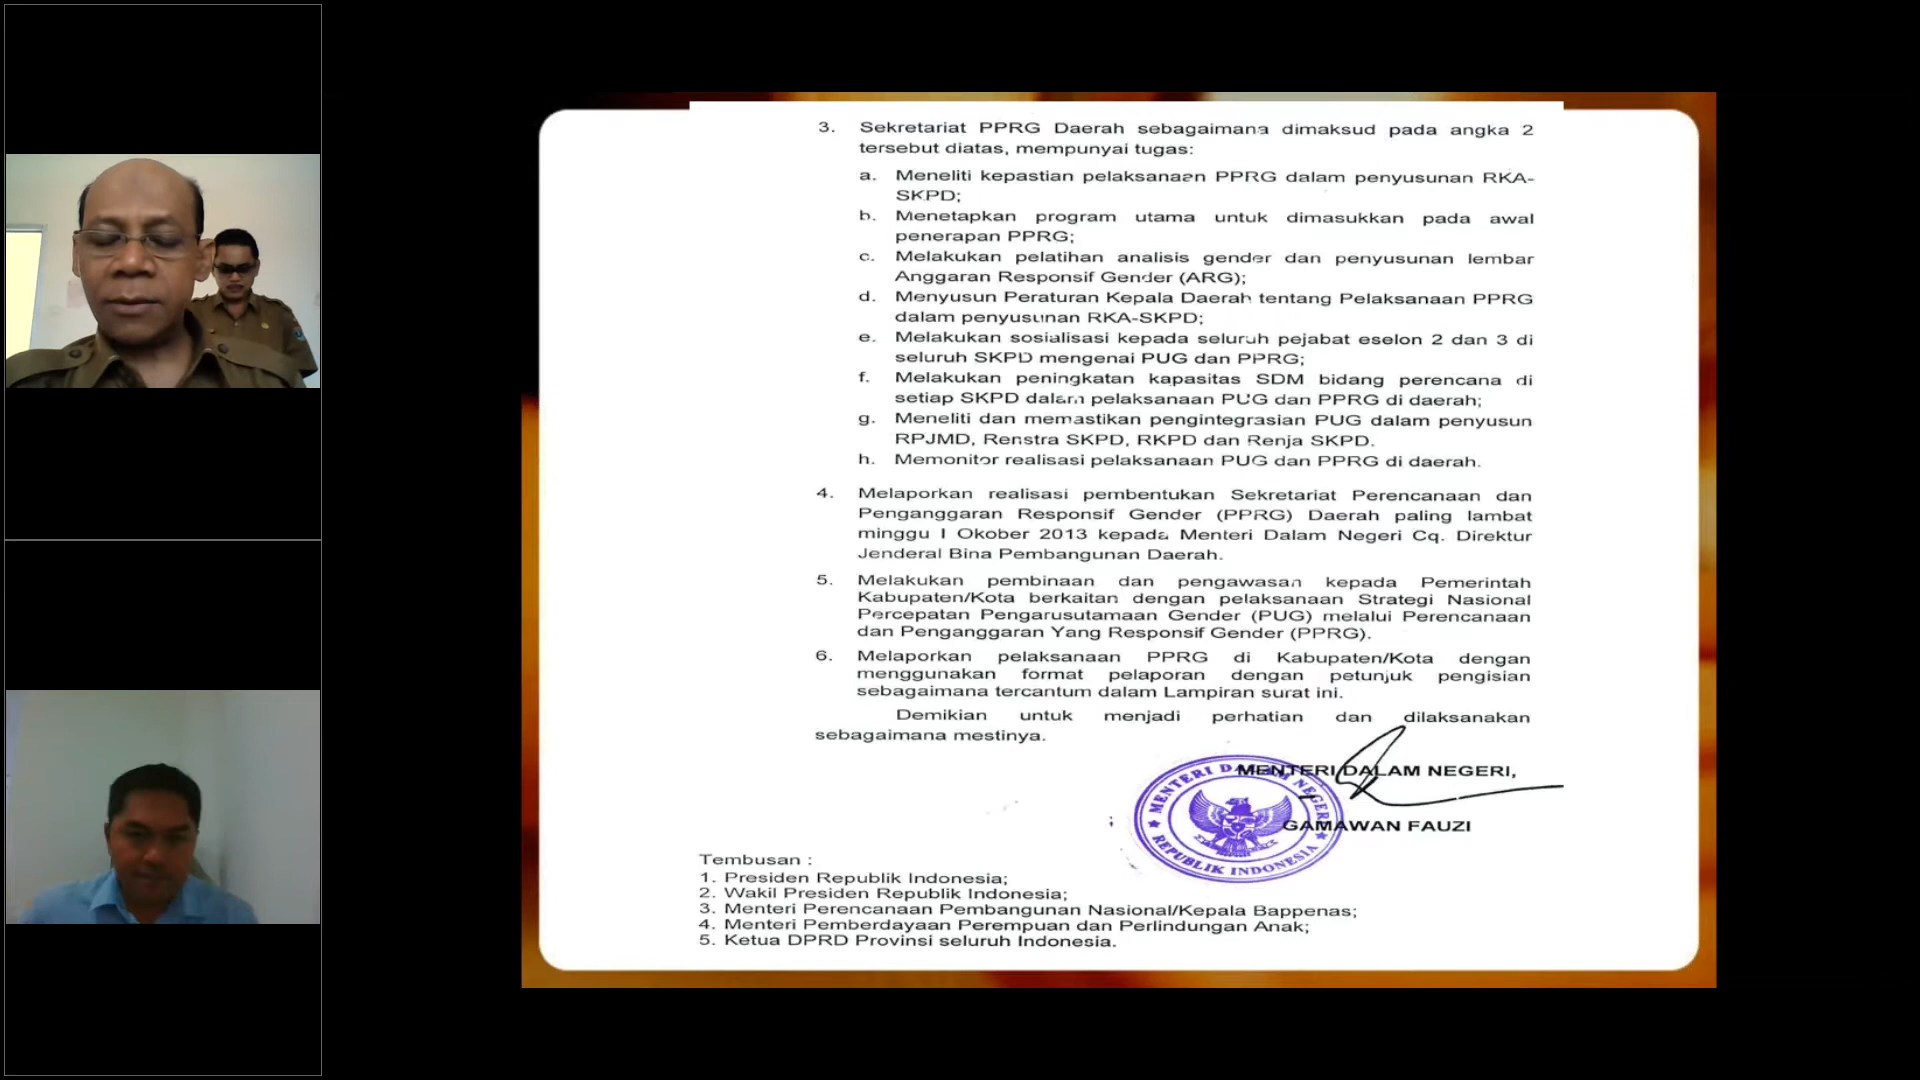 3. Sekretariat PPRG Daerah sebagaimana dimaksud pada angka 2
tersebut diatas, mempunyai tugas:
a. Meneliti kepastian pelaksanaan PPRG dalam penyusunan RKA-
SKPD;
b. Menetapkan program utama untuk dimasukkan pada awal
penerapan PPRG;
c. Melakukan pelatihan analisis gender dan penyusunan lembar
Anggaran Responsif Gender (ARG);
d. Menyusun Peraturan Kepala Daerah tentang Pelaksanaan PPRG
dalam penyusunan RKA-SKPD;
e. Melakukan sosialisasi kepada seluruh pejabat eselon 2 dan 3 di
seluruh SKPD mengenai PUG dan PPRG;
f. Melakukan peningkatan kapasitas SDM bidang perencana di
setiap SKPD dalam pelaksanaan PUG dan PPRG di daerah;
g. Meneliti dan memastikan pengintegrasian PUG dalam penyusun
RPJMD, Renstra SKPD, RKPD dan Renja SKPD.
h. Memonitor realisasi pelaksanaan PUG dan PPRG di daerah.
4. Melaporkan realisasi pembentukan Sekretariat Perencanaan dan
Penganggaran Responsif Gender (PPRG) Daerah paling lambat
minggu I Okober 2013 kepada Menteri Dalam Negeri Cq. Direktur
Jenderal Bina Pembangunan Daerah.
5. Melakukan pembinaan dan pengawasan kepada Pemerintah
Kabupaten/Kota berkaitan dengan pelaksanaan Strategi Nasional
Percepatan Pengarusutamaan Gender (PUG) melalui Perencanaan
dan Penganggaran Yang Responsif Gender (PPRG).
6. Melaporkan pelaksanaan PPRG di Kabupaten/Kota dengan
menggunakan format pelaporan dengan petunjuk pengisian
sebagaimana tercantum dalam Lampiran surat ini.
Demikian untuk menjadi perhatian dan dilaksanakan
sebagaimana mestinya.
MENTERI DALAM NEGERI,
MENTERI DALAM NEGERI
REPUBLIK INDONESIA
GAMAWAN FAUZI
Tembusan :
1. Presiden Republik Indonesia;
2. Wakil Presiden Republik Indonesia;
3. Menteri Perencanaan Pembangunan Nasional/Kepala Bappenas;
4. Menteri Pemberdayaan Perempuan dan Perlindungan Anak;
5. Ketua DPRD Provinsi seluruh Indonesia.